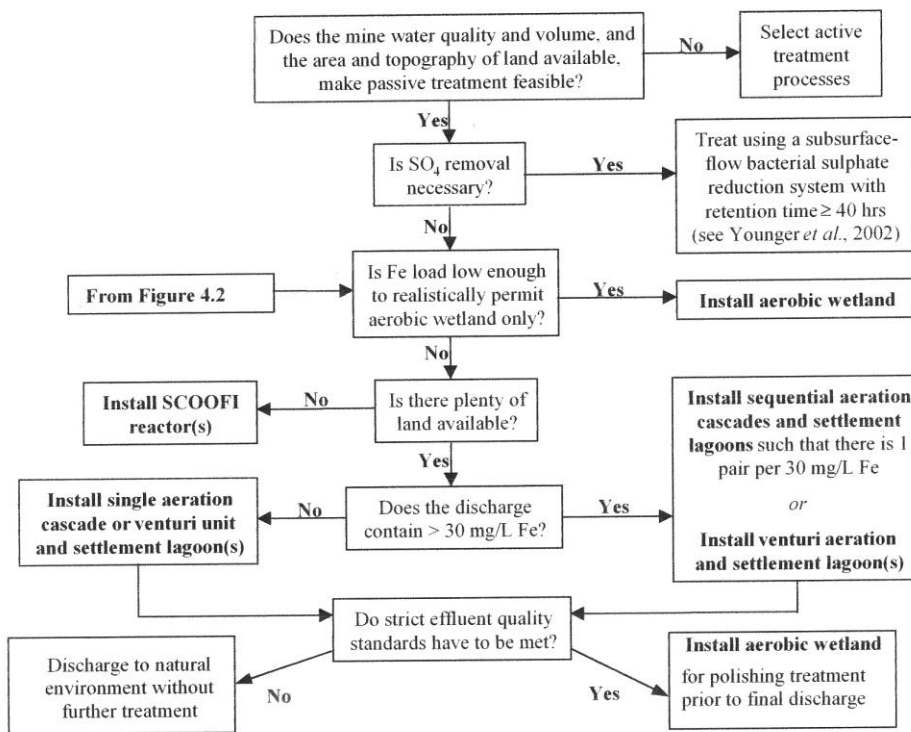 Does the mine water quality and volume, and
the area and topography of land available,
make passive treatment feasible?
No
Select active
treatment
processes
Yes
Is SO₄ removal
necessary?
Yes
Treat using a subsurface-
flow bacterial sulphate
reduction system with
retention time ≥ 40 hrs
(see Younger et al., 2002)
No
From Figure 4.2
Is Fe load low enough
to realistically permit
aerobic wetland only?
Yes
Install aerobic wetland
No
Install SCOOFI
reactor(s)
No
Is there plenty of
land available?
Yes
Install sequential aeration
cascades and settlement
lagoons such that there is 1
pair per 30 mg/L Fe
or
Install venturi aeration
and settlement lagoon(s)
Install single aeration
cascade or venturi unit
and settlement lagoon(s)
No
Does the discharge
contain > 30 mg/L Fe?
Yes
Do strict effluent quality
standards have to be met?
Discharge to natural
environment without
further treatment
No
Yes
Install aerobic wetland
for polishing treatment
prior to final discharge